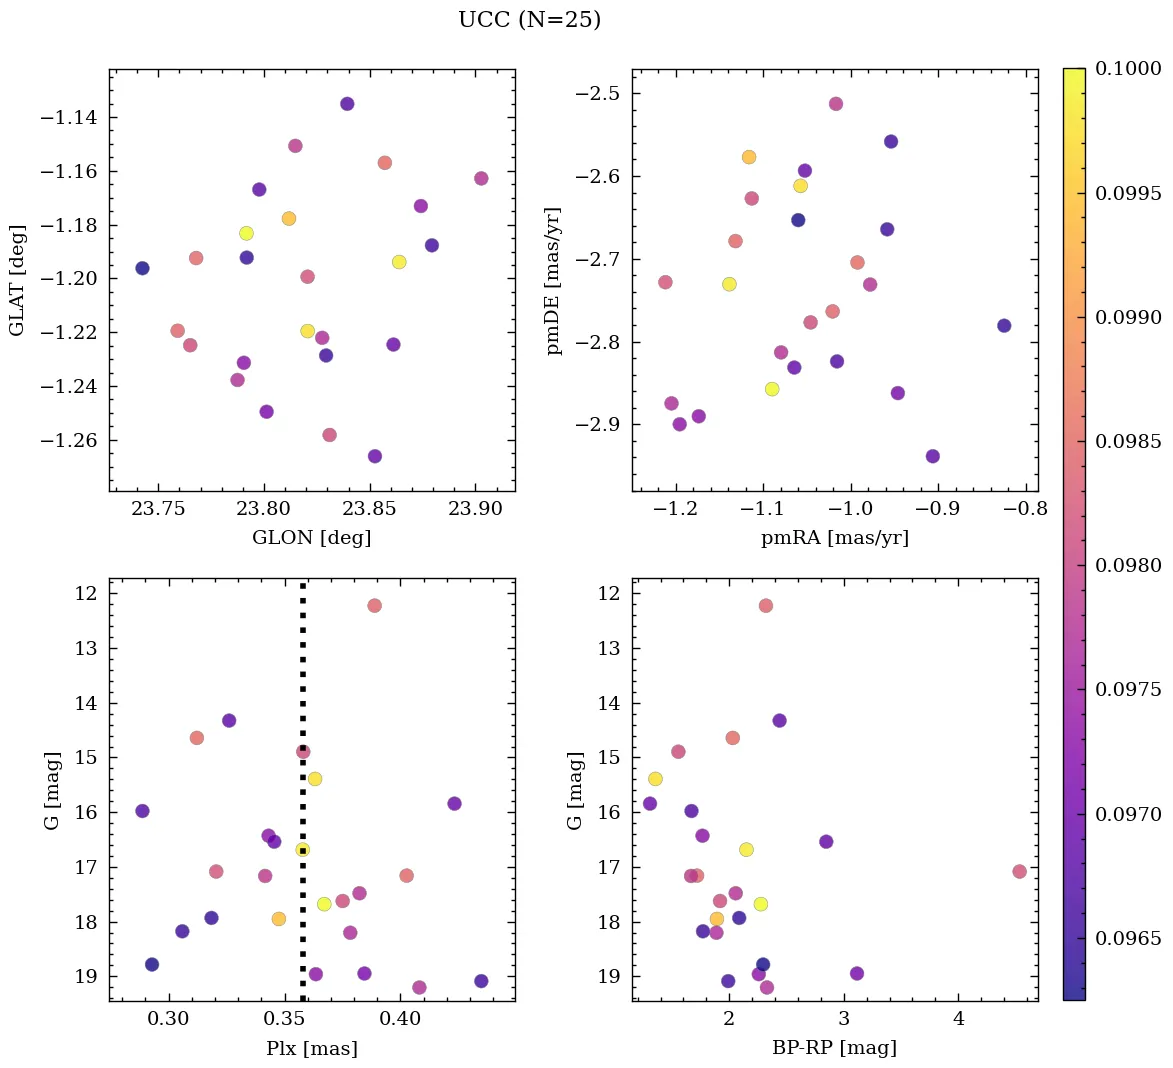 UCC (N=25)
−1.14
−1.16
−1.18
−1.20
−1.22
−1.24
−1.26
GLAT [deg]
23.75 23.80 23.85 23.90
GLON [deg]
−2.5
−2.6
−2.7
−2.8
−2.9
pmDE [mas/yr]
−1.2 −1.1 −1.0 −0.9 −0.8
pmRA [mas/yr]
12
13
14
15
16
17
18
19
G [mag]
0.30 0.35 0.40
Plx [mas]
12
13
14
15
16
17
18
19
G [mag]
2 3 4
BP-RP [mag]
0.1000
0.0995
0.0990
0.0985
0.0980
0.0975
0.0970
0.0965